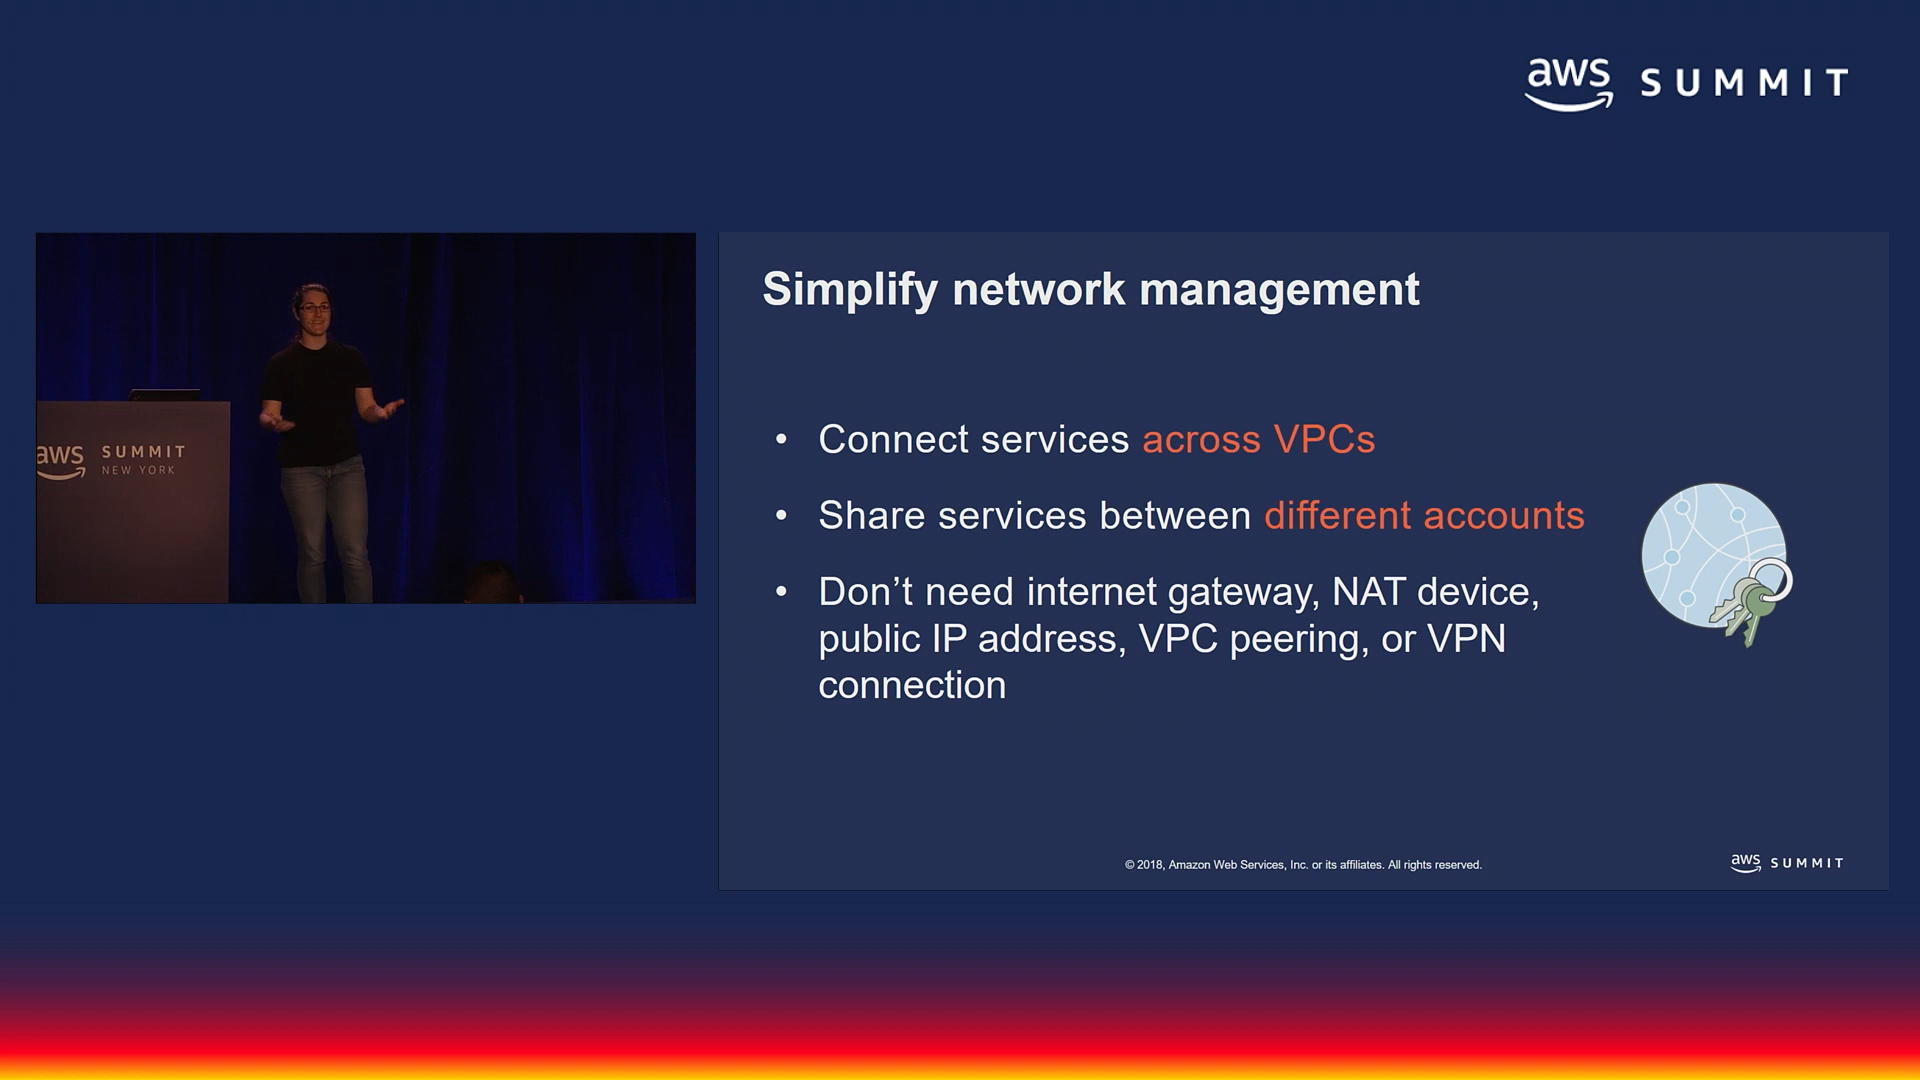 aws SUMMIT
aws SUMMIT
NEW YORK
Simplify network management
• Connect services across VPCs
• Share services between different accounts
• Don’t need internet gateway, NAT device,
public IP address, VPC peering, or VPN
connection
© 2018, Amazon Web Services, Inc. or its affiliates. All rights reserved.
aws SUMMIT